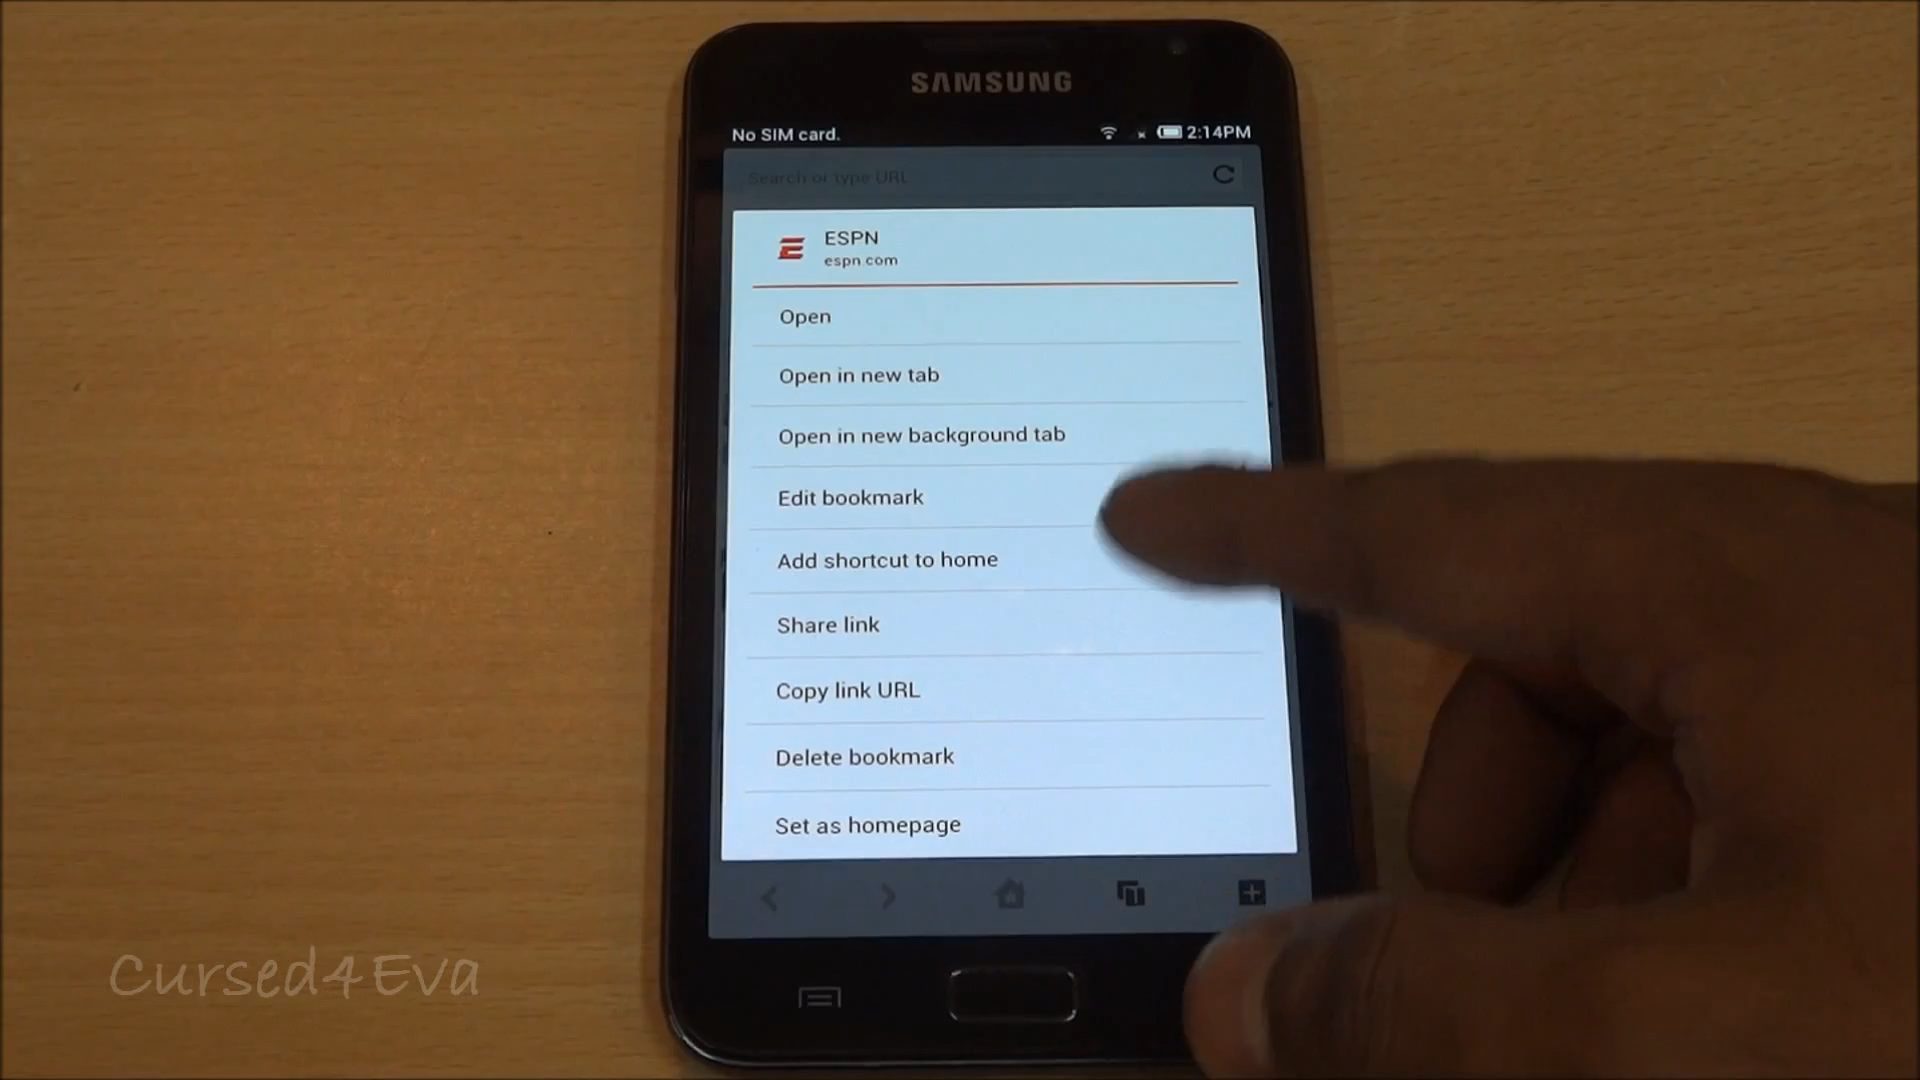 SAMSUNG
No SIM card.
2:14PM
Search or type URL
ESPN
espn.com
Open
Open in new tab
Open in new background tab
Edit bookmark
Add shortcut to home
Share link
Copy link URL
Delete bookmark
Set as homepage
1
Cursed4Eva